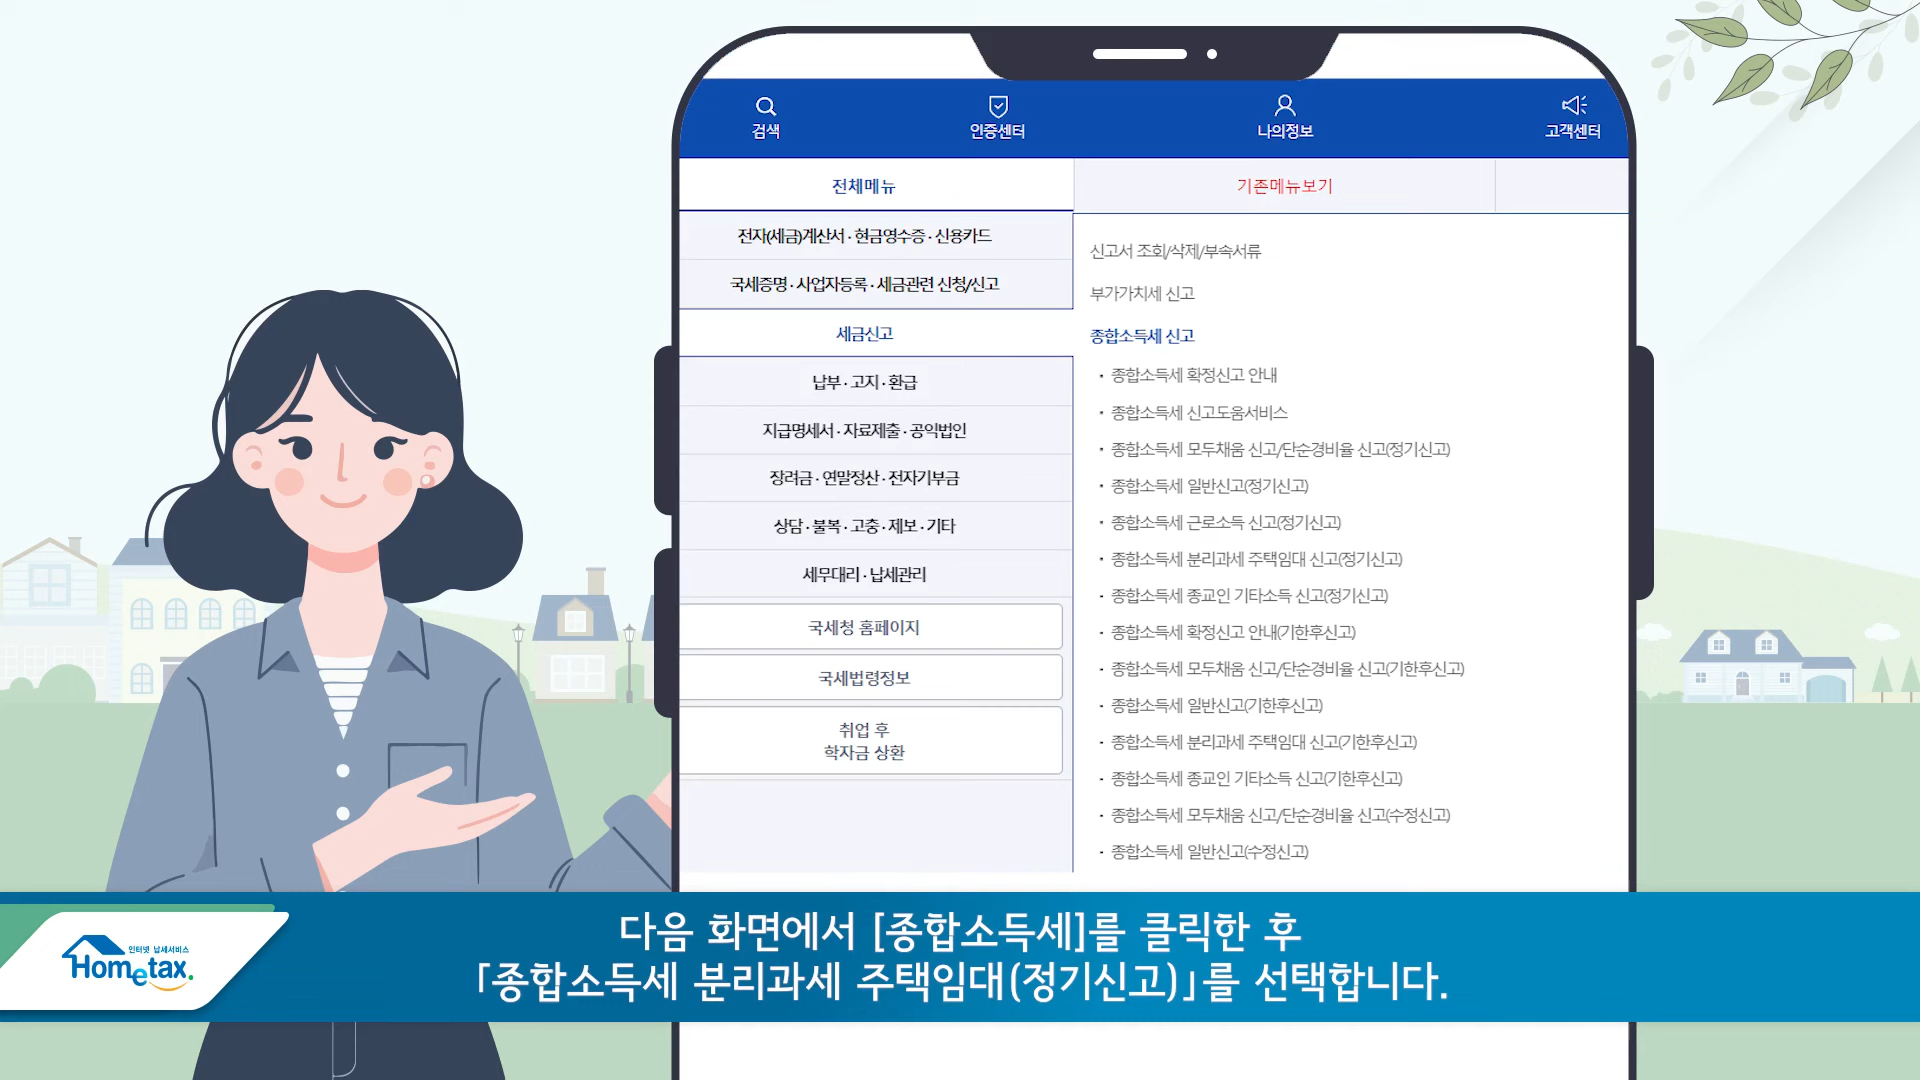 검색
인증센터
나의정보
고객센터
전체메뉴
기존메뉴보기
전자(세금)계산서·현금영수증·신용카드
국세증명·사업자등록·세금관련 신청/신고
세금신고
납부·고지·환급
지급명세서·자료제출·공익법인
장려금·연말정산·전자기부금
상담·불복·고충·제보·기타
세무대리·납세관리
국세청 홈페이지
국세법령정보
취업 후
학자금 상환
신고서 조회/삭제/부속서류
부가가치세 신고
종합소득세 신고
· 종합소득세 확정신고 안내
· 종합소득세 신고도움서비스
· 종합소득세 모두채움 신고/단순경비율 신고(정기신고)
· 종합소득세 일반신고(정기신고)
· 종합소득세 근로소득 신고(정기신고)
· 종합소득세 분리과세 주택임대 신고(정기신고)
· 종합소득세 종교인 기타소득 신고(정기신고)
· 종합소득세 확정신고 안내(기한후신고)
· 종합소득세 모두채움 신고/단순경비율 신고(기한후신고)
· 종합소득세 일반신고(기한후신고)
· 종합소득세 분리과세 주택임대 신고(기한후신고)
· 종합소득세 종교인 기타소득 신고(기한후신고)
· 종합소득세 모두채움 신고/단순경비율 신고(수정신고)
· 종합소득세 일반신고(수정신고)
인터넷 납세서비스
Hometax.
다음 화면에서 [종합소득세]를 클릭한 후
「종합소득세 분리과세 주택임대(정기신고)」를 선택합니다.